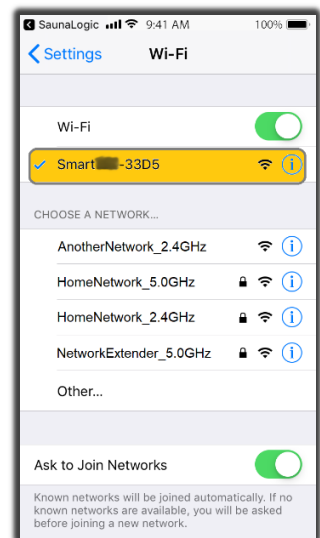 SaunaLogic 9:41 AM 100%
Settings Wi-Fi
Wi-Fi
Smart -33D5
CHOOSE A NETWORK...
AnotherNetwork_2.4GHz
HomeNetwork_5.0GHz
HomeNetwork_2.4GHz
NetworkExtender_5.0GHz
Other...
Ask to Join Networks
Known networks will be joined automatically. If no
known networks are available, you will be asked
before joining a new network.